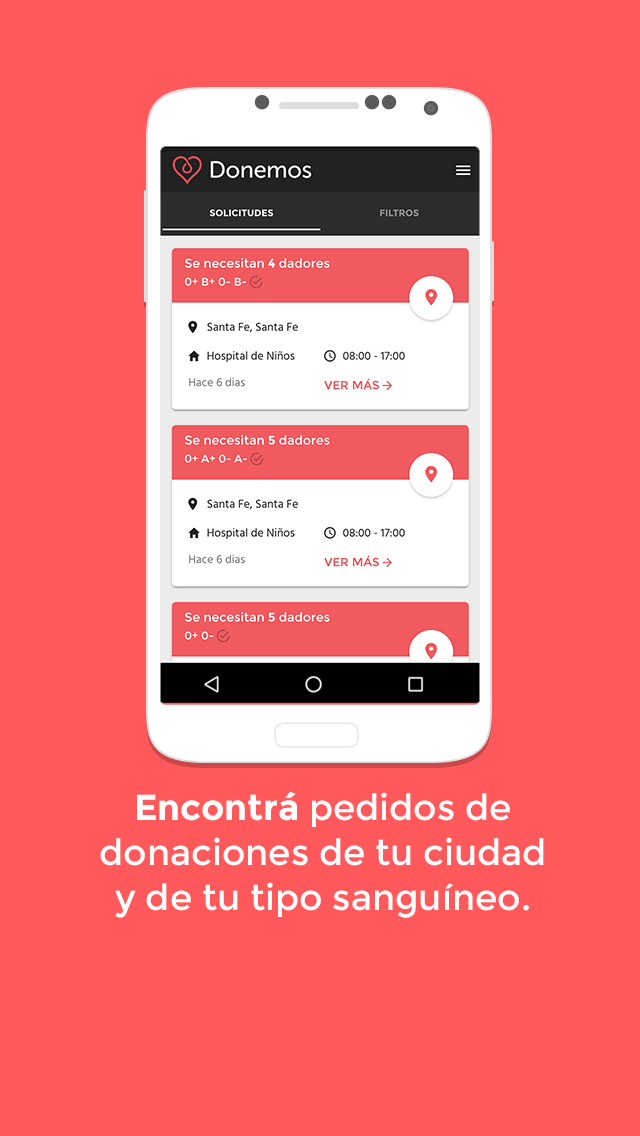 Donemos
SOLICITUDES FILTROS
Se necesitan 4 dadores
0+ B+ 0- B-
Santa Fe, Santa Fe
Hospital de Niños 08:00 - 17:00
Hace 6 dias VER MÁS
Se necesitan 5 dadores
0+ A+ 0- A-
Santa Fe, Santa Fe
Hospital de Niños 08:00 - 17:00
Hace 6 dias VER MÁS
Se necesitan 5 dadores
0+ 0-
Encontrá pedidos de
donaciones de tu ciudad
y de tu tipo sanguíneo.